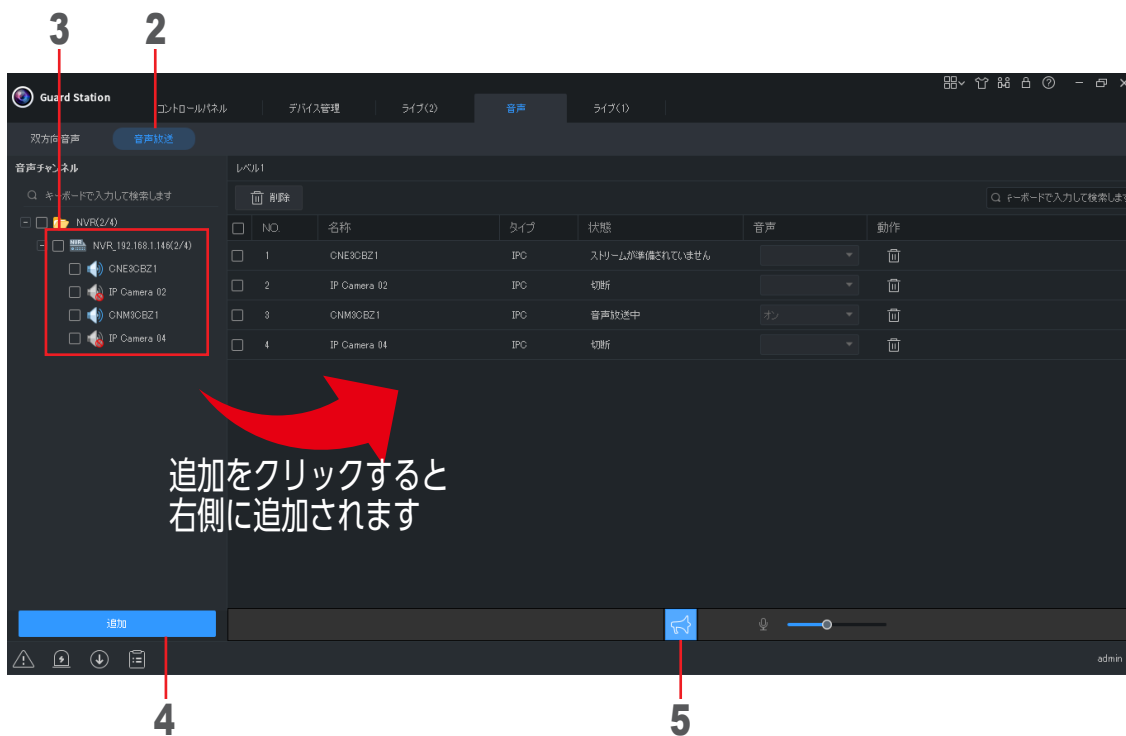 3
2
Guard Station
コントロールパネル
デバイス管理
ライブ(2)
音声
ライブ(1)
双方向音声
音声放送
音声チャンネル
キーボードで入力して検索します
NVR(2/4)
NVR_192.168.1.146(2/4)
CNE3CBZ1
IP Camera 02
CNM3CBZ1
IP Camera 04
レベル1
削除
キーボードで入力して検索します
NO. 名称 タイプ 状態 音声 動作
1 CNE3CBZ1 IPC ストリームが準備されていません
2 IP Camera 02 IPC 切断
3 CNM3CBZ1 IPC 音声放送中 オン
4 IP Camera 04 IPC 切断
追加をクリックすると
右側に追加されます
追加
admin
4
5